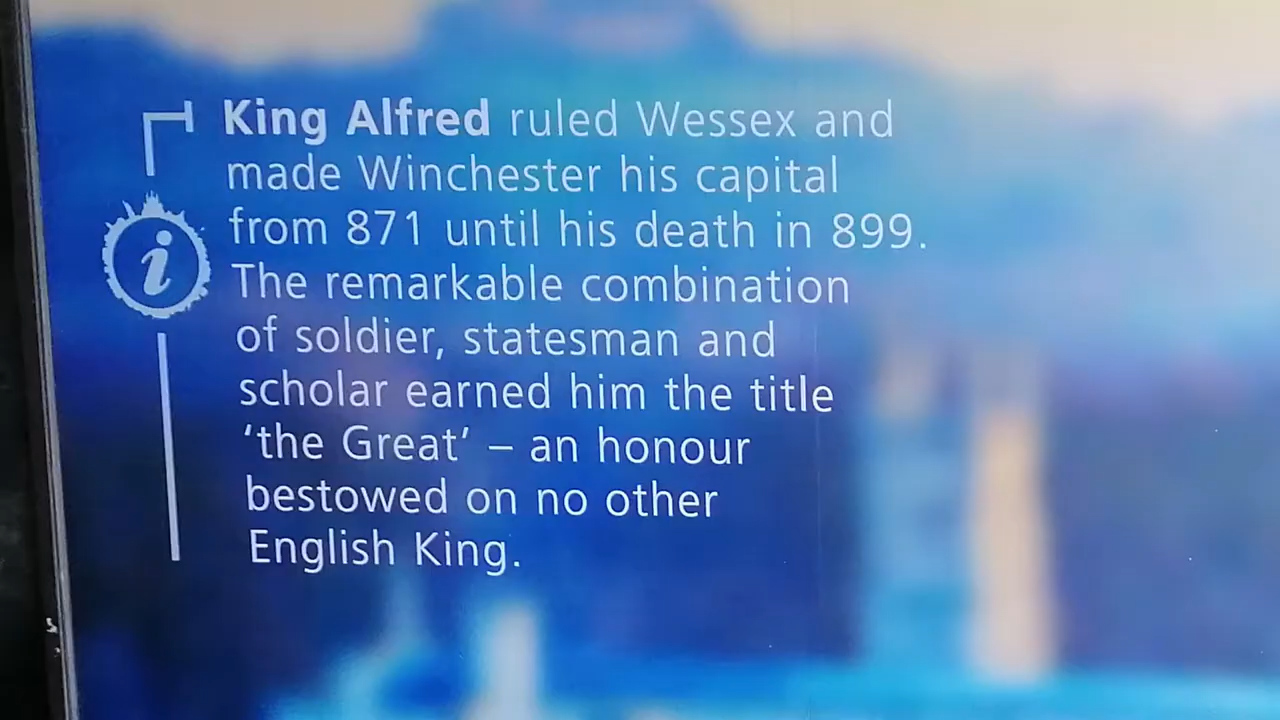 King Alfred ruled Wessex and
made Winchester his capital
from 871 until his death in 899.
The remarkable combination
of soldier, statesman and
scholar earned him the title
‘the Great’ – an honour
bestowed on no other
English King.